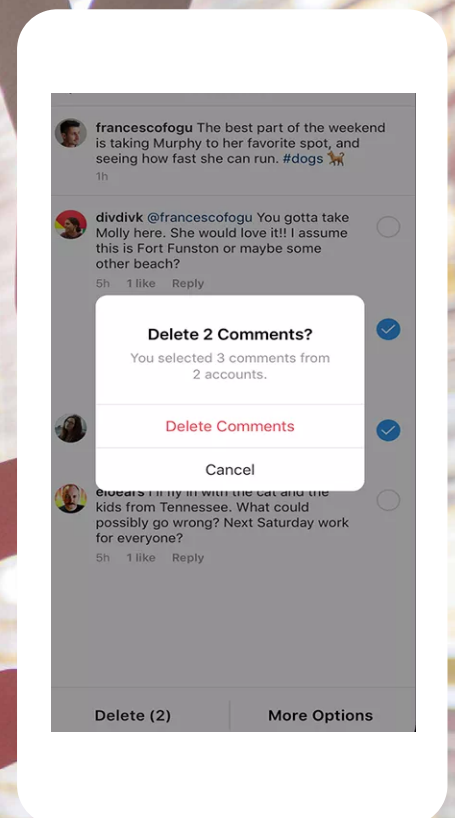 francescofogu The best part of the weekend
is taking Murphy to her favorite spot, and
seeing how fast she can run. #dogs 🐕
1h
divdivk @francescofogu You gotta take
Molly here. She would love it!! I assume
this is Fort Funston or maybe some
other beach?
5h 1 like Reply
Delete 2 Comments?
You selected 3 comments from
2 accounts.
Delete Comments
Cancel
eloears I'll fly in with the cat and the
kids from Tennessee. What could
possibly go wrong? Next Saturday work
for everyone?
5h 1 like Reply
Delete (2)
More Options